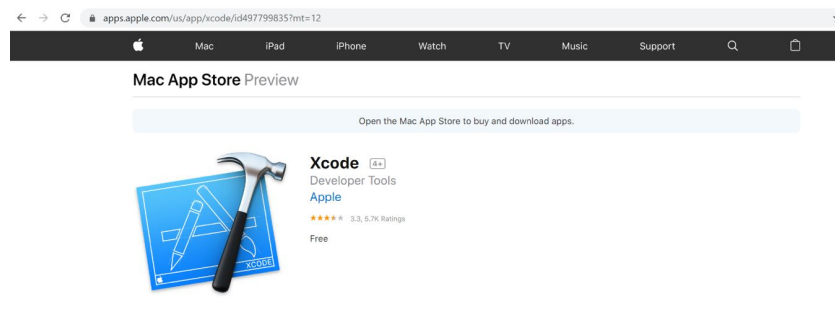 apps.apple.com/us/app/xcode/id497799835?mt=12
Mac iPad iPhone Watch TV Music Support
Mac App Store Preview
Open the Mac App Store to buy and download apps.
Xcode 4+
Developer Tools
Apple
3.3, 5.7K Ratings
Free
XCODE